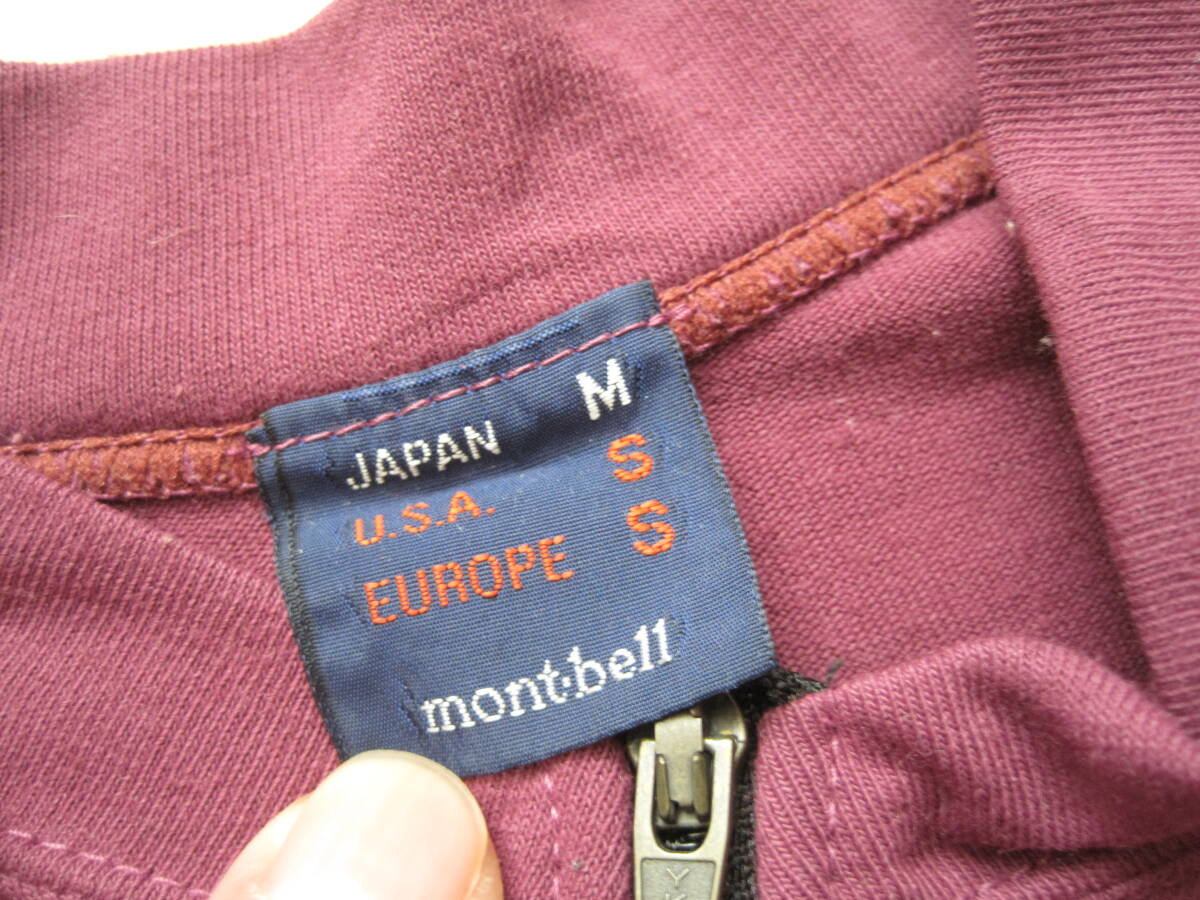 JAPAN M
U.S.A. S
EUROPE S
mont·bell
Y
K